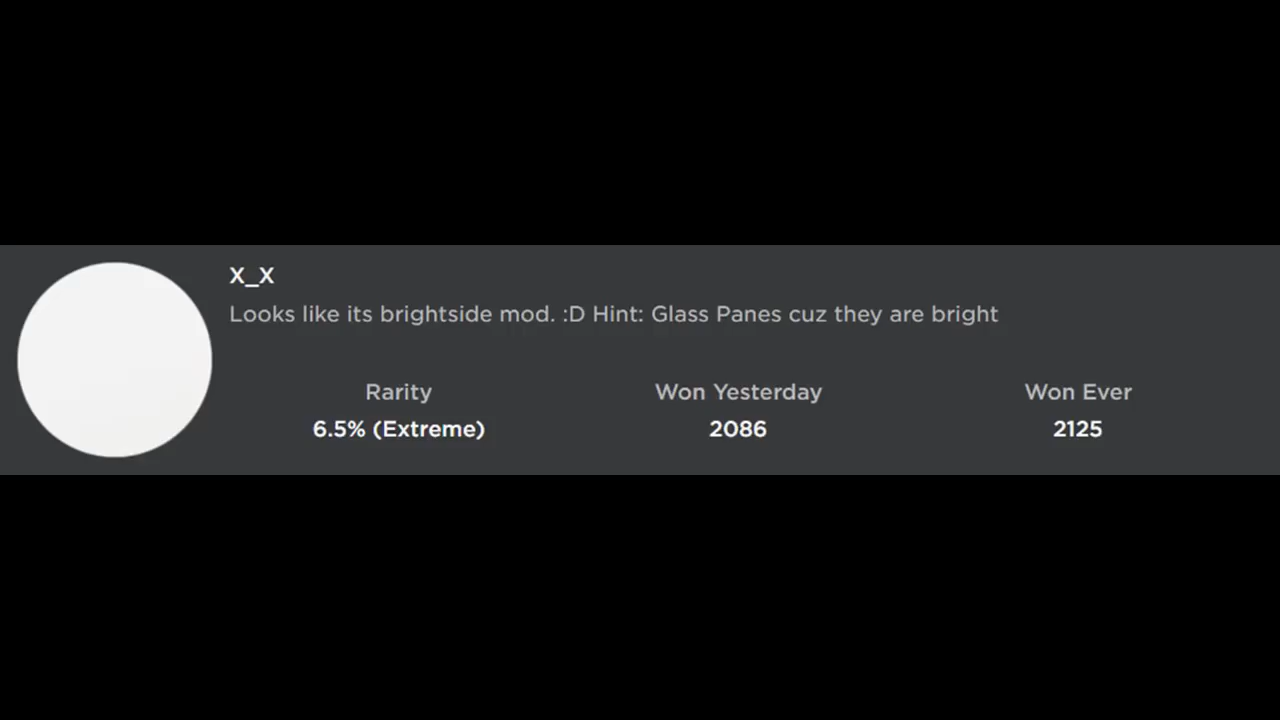 X_X
Looks like its brightside mod. :D Hint: Glass Panes cuz they are bright
Rarity Won Yesterday Won Ever
6.5% (Extreme) 2086 2125